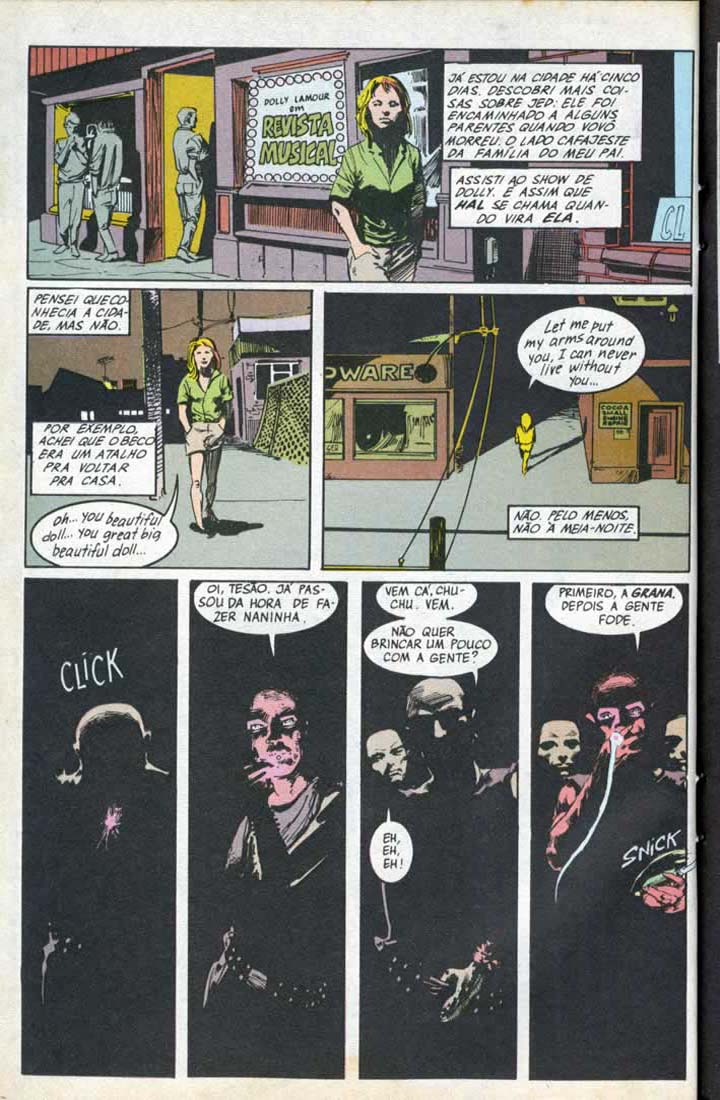 DOLLY LAMOUR
em
REVISTA
MUSICAL
JÁ ESTOU NA CIDADE HÁ CINCO
DIAS. DESCOBRI MAIS COI-
SAS SOBRE JED: ELE FOI
ENCAMINHADO A ALGUNS
PARENTES QUANDO VOVÓ
MORREU. O LADO CAFAJESTE
DA FAMÍLIA DO MEU PAI.
ASSISTI AO SHOW DE
DOLLY. É ASSIM QUE
HAL SE CHAMA QUAN-
DO VIRA ELA.
CL
PENSEI QUE CO-
NHECIA A CIDA-
DE, MAS NÃO.
POR EXEMPLO,
ACHEI QUE O BECO
ERA UM ATALHO
PRA VOLTAR
PRA CASA.
oh... you beautiful
doll... you great big
beautiful doll...
DWARE
Let me put
my arms around
you, I can never
live without
you...
COCOA
SMALL
ENGINE
REPAIR
NÃO. PELO MENOS,
NÃO À MEIA-NOITE.
CLICK
OI, TESÃO. JÁ PAS-
SOU DA HORA DE FA-
ZER NANINHA.
VEM CÁ, CHU-
CHU. VEM.
NÃO QUER
BRINCAR UM POUCO
COM A GENTE?
EH,
EH,
EH!
PRIMEIRO, A GRANA.
DEPOIS A GENTE
FODE.
SNICK